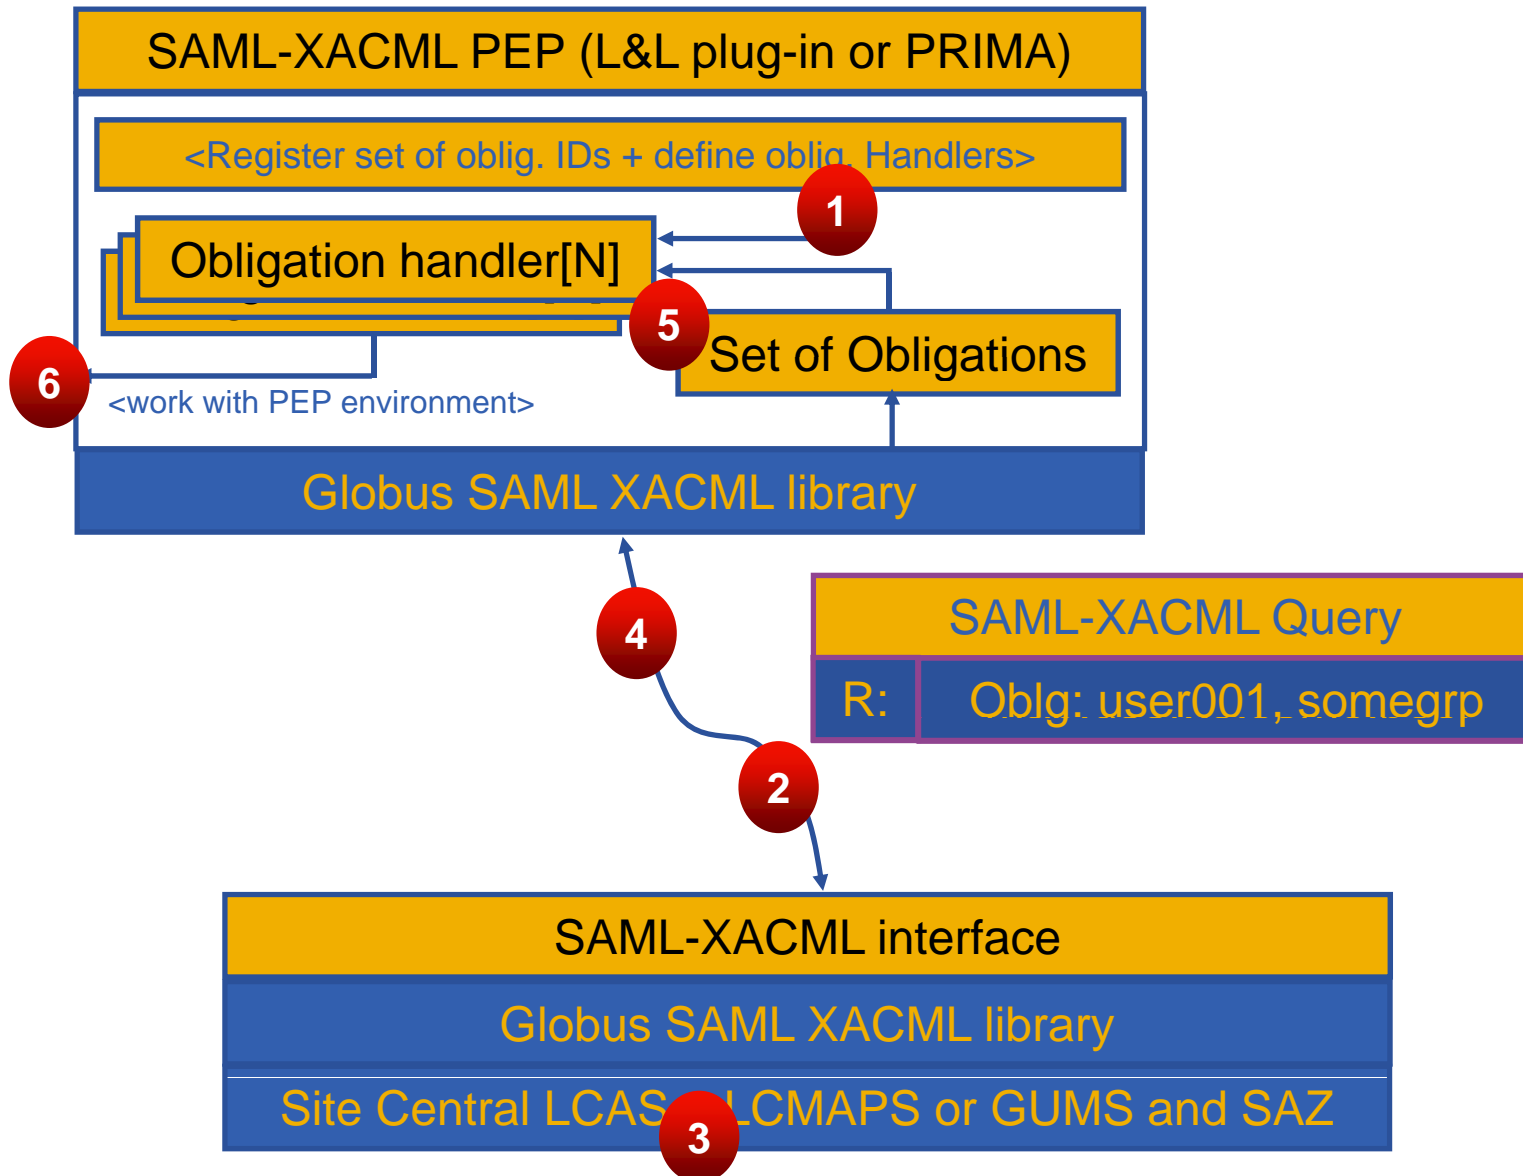 SAML-XACML PEP (L&L plug-in or PRIMA)
<Register set of oblig. IDs + define oblig. Handlers>
1
Obligation handler[N]
5
Set of Obligations
6
<work with PEP environment>
Globus SAML XACML library
4
SAML-XACML Query
R: Oblg: user001, somegrp
2
SAML-XACML interface
Globus SAML XACML library
Site Central LCAS LCMAPS or GUMS and SAZ
3